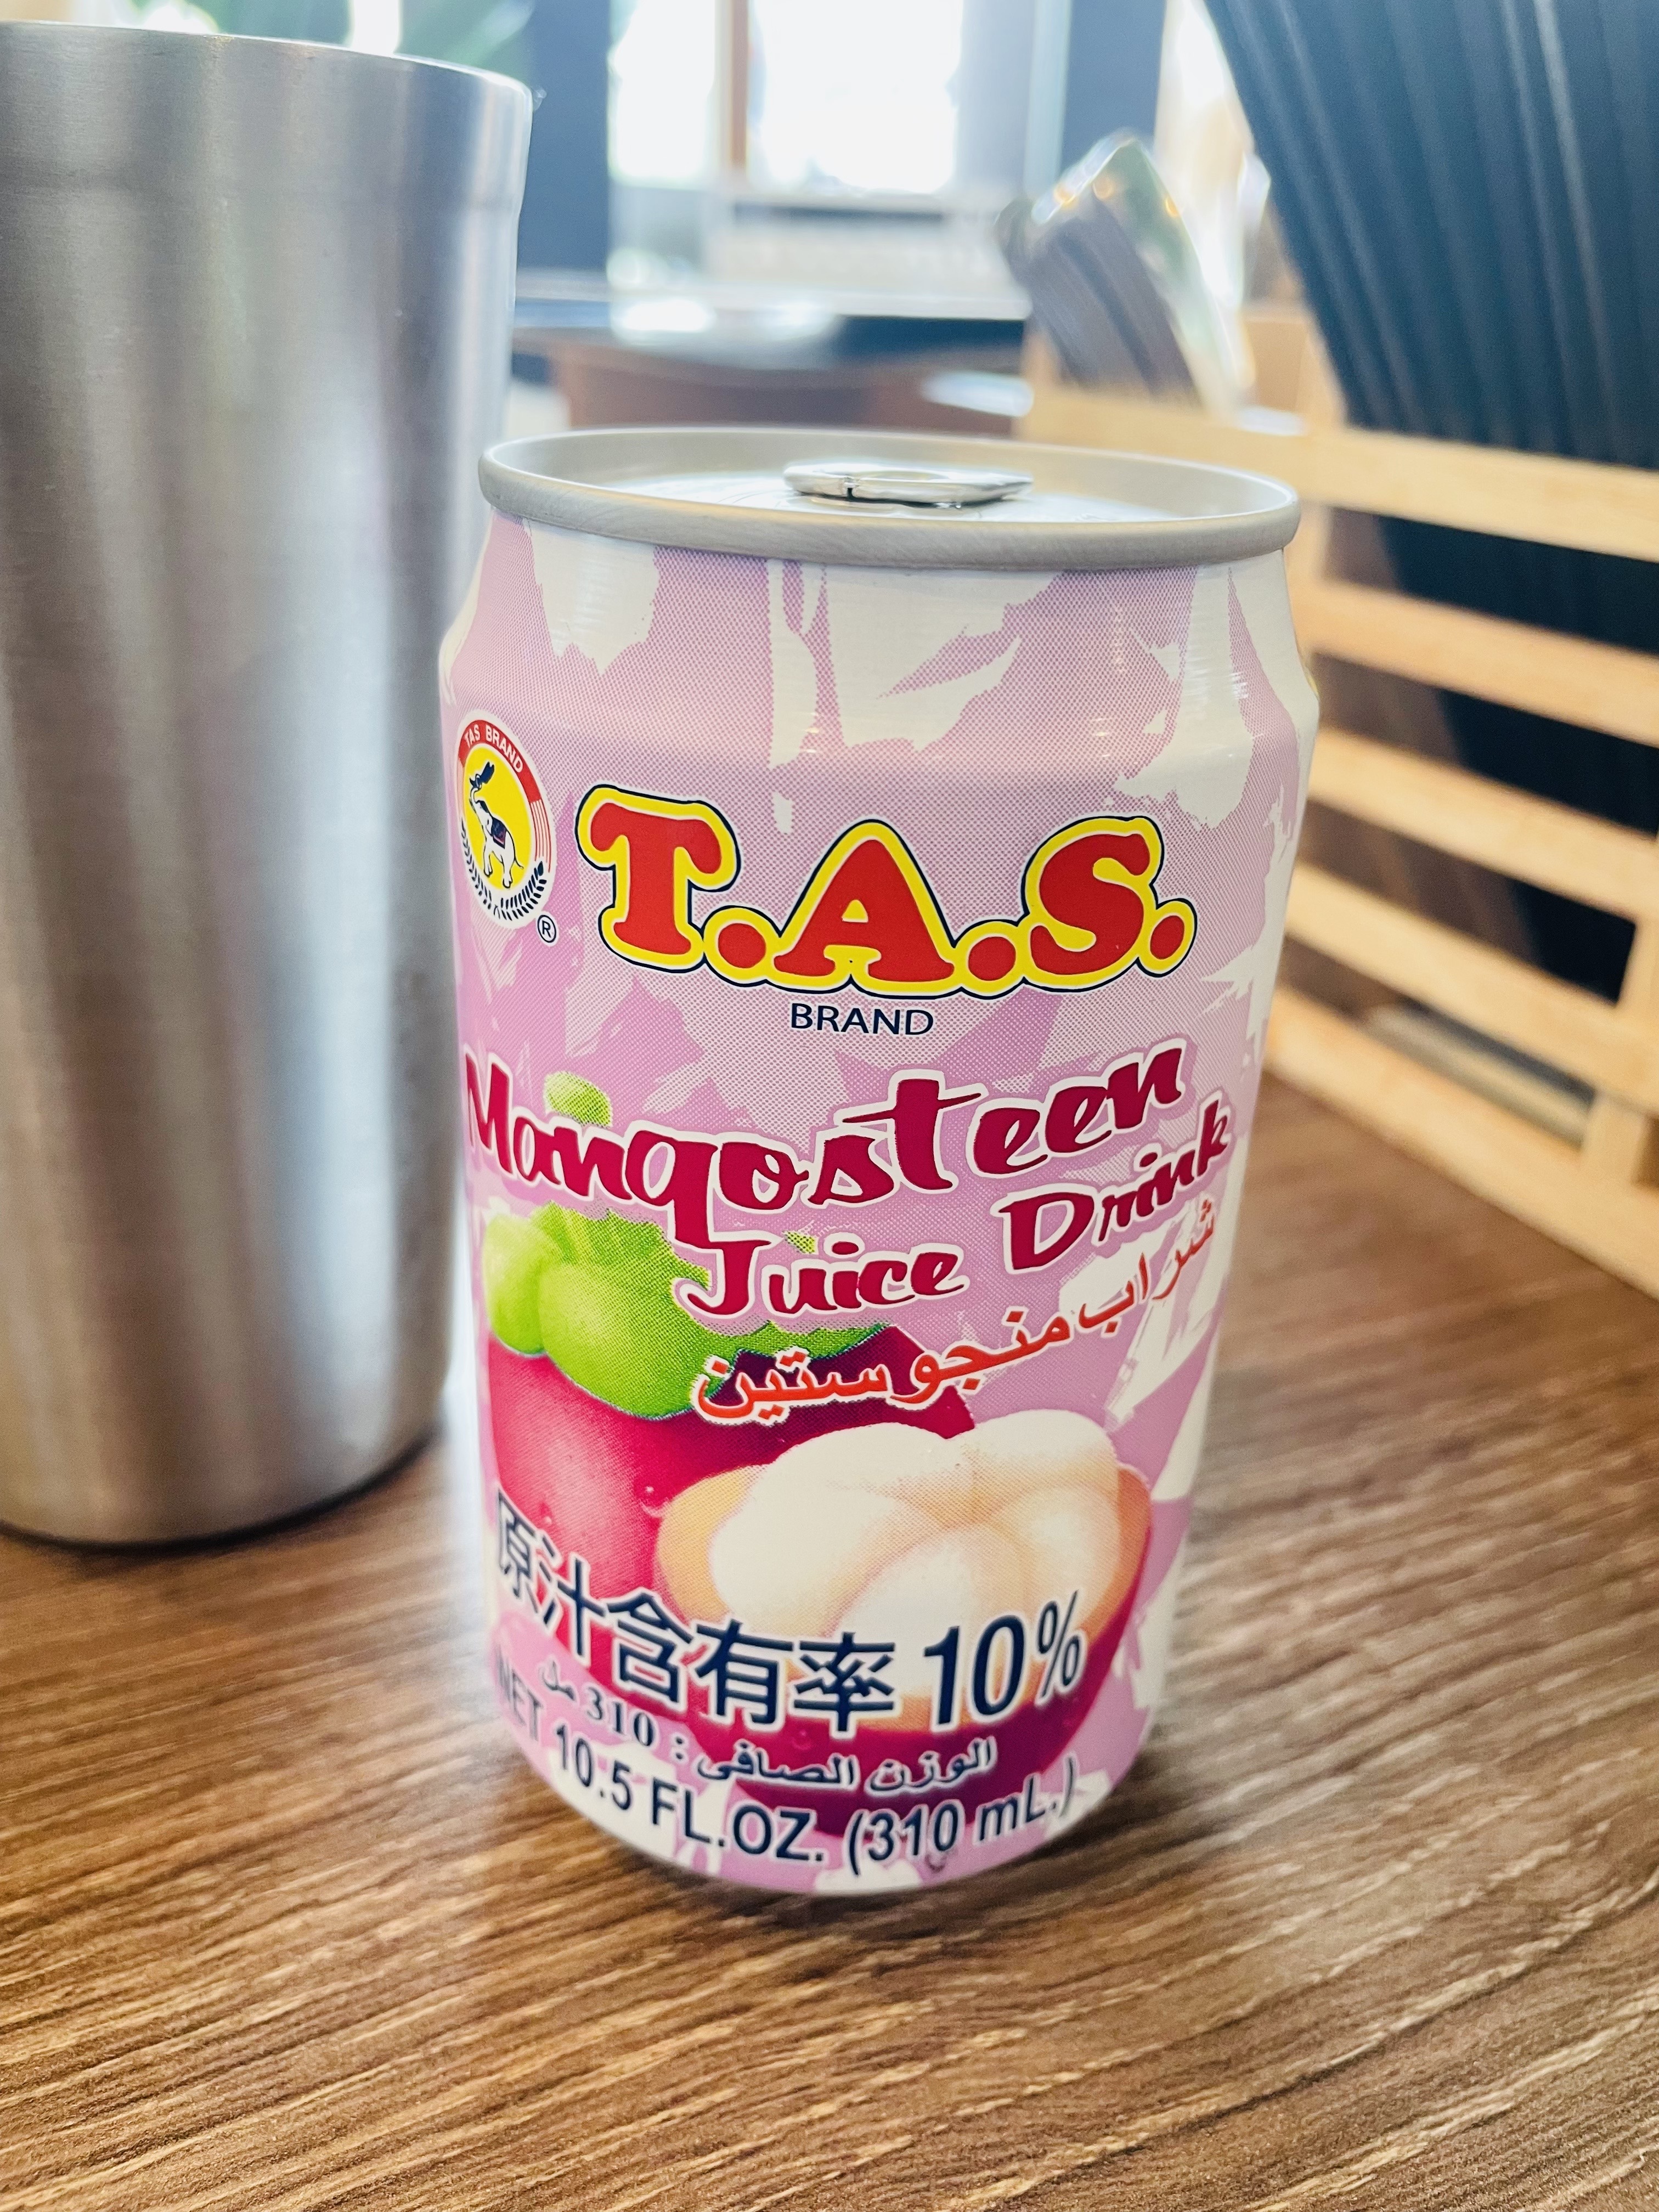 TAS BRAND
®
T.A.S.
BRAND
Mangosteen
Juice Drink
شراب منجوستين
原汁含有率 10%
الوزن الصافى : 310 مل
NET 10.5 FL.OZ. (310 mL.)